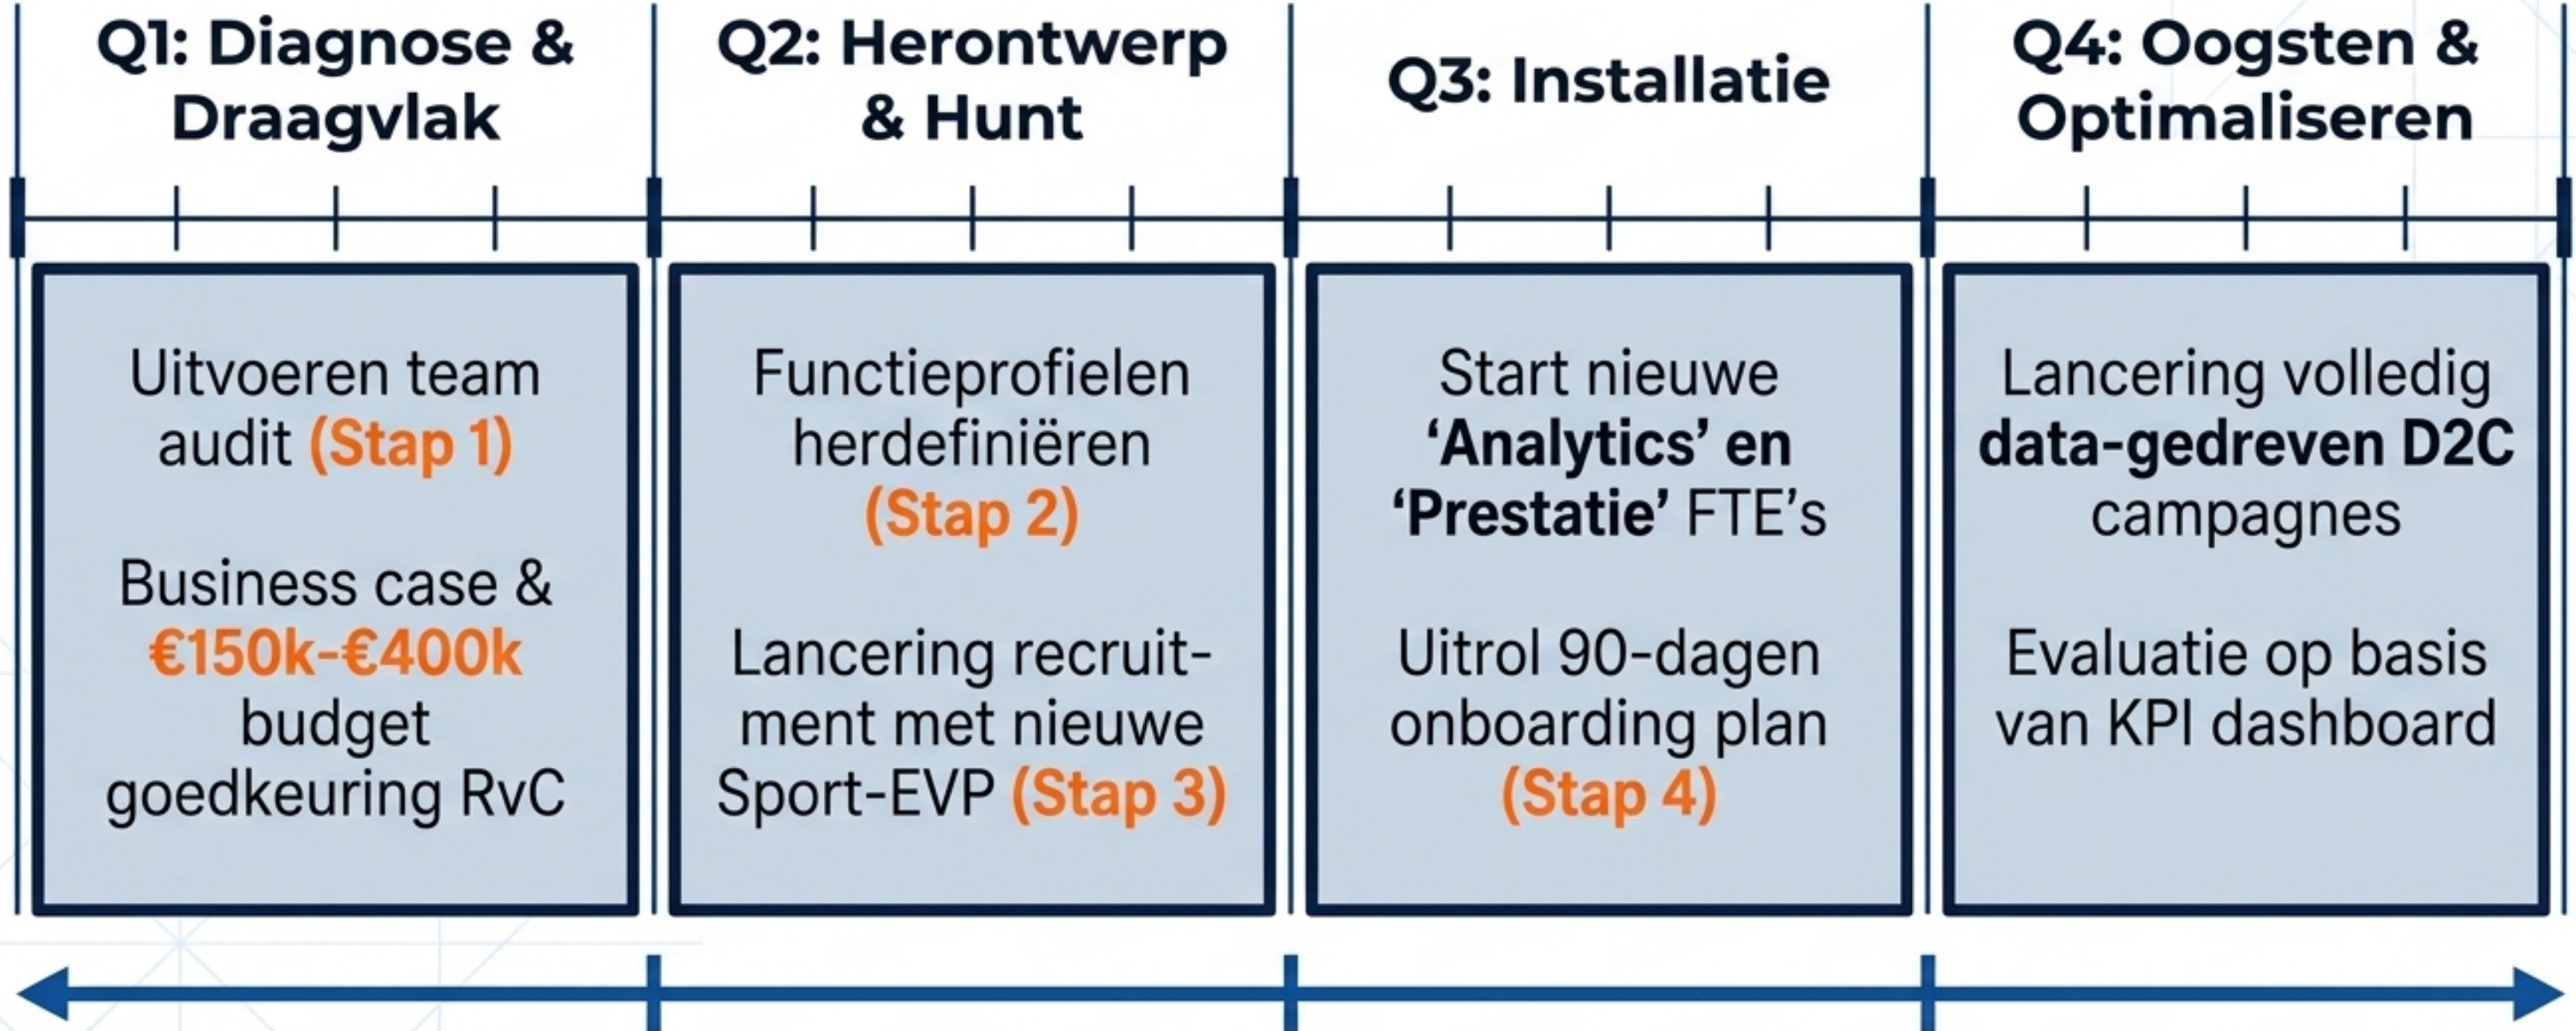 Q1: Diagnose &
Draagvlak
Uitvoeren team
audit (Stap 1)
Business case &
€150k-€400k
budget
goedkeuring RvC
Q2: Herontwerp
& Hunt
Functieprofielen
herdefiniëren
(Stap 2)
Lancering recruit-
ment met nieuwe
Sport-EVP (Stap 3)
Q3: Installatie
Start nieuwe
‘Analytics’ en
‘Prestatie’ FTE’s
Uitrol 90-dagen
onboarding plan
(Stap 4)
Q4: Oogsten &
Optimaliseren
Lancering volledig
data-gedreven D2C
campagnes
Evaluatie op basis
van KPI dashboard